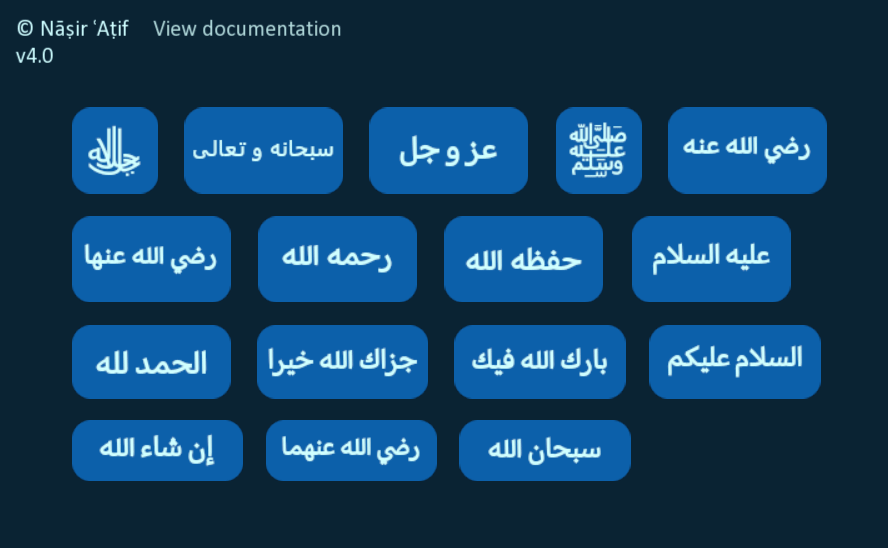 © Nāṣir ʿAṭif View documentation
v4.0
جل جلاله
سبحانه و تعالى
عز و جل
ﷺ
رضي الله عنه
رضي الله عنها
رحمه الله
حفظه الله
عليه السلام
الحمد لله
جزاك الله خيرا
بارك الله فيك
السلام عليكم
إن شاء الله
رضي الله عنهما
سبحان الله